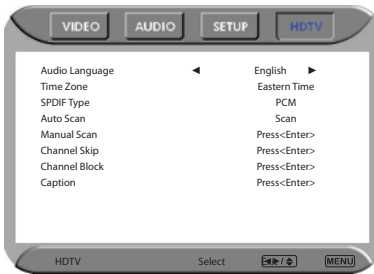 VIDEO AUDIO SETUP HDTV
Audio Language ◄ English ►
Time Zone Eastern Time
SPDIF Type PCM
Auto Scan Scan
Manual Scan Press<Enter>
Channel Skip Press<Enter>
Channel Block Press<Enter>
Caption Press<Enter>
HDTV Select MENU